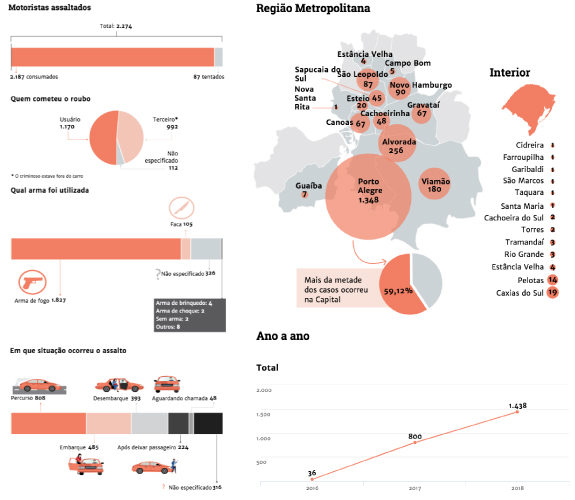 Motoristas assaltados
Total: 2.274
2.187 consumados
87 tentados
Quem cometeu o roubo
Usuário
1.170
Terceiro*
992
Não
especificado
112
* O criminoso estava fora do carro
Qual arma foi utilizada
Faca 105
?Não especificado 326
Arma de fogo 1.827
Arma de brinquedo: 4
Arma de choque: 2
Sem arma: 2
Outros: 8
Em que situação ocorreu o assalto
Percurso 808
Desembarque 393
Aguardando chamada 48
Embarque 485
Após deixar passageiro 224
? Não especificado 316
Região Metropolitana
Estância Velha
4
Campo Bom
5
Sapucaia do
Sul
São Leopoldo
87
Novo Hamburgo
90
Nova
Santa
Rita
1
Esteio 45
20
Gravataí
67
Cachoeirinha
48
Canoas 67
Alvorada
256
Guaíba
7
Porto
Alegre
1.348
Viamão
180
Mais da metade
dos casos ocorreu
na Capital
59,12%
Interior
Cidreira 1
Farroupilha 1
Garibaldi 1
São Marcos 1
Taquara 1
Santa Maria 1
Cachoeira do Sul 2
Torres 2
Tramandaí 3
Rio Grande 3
Estância Velha 4
Pelotas 14
Caxias do Sul 19
Ano a ano
Total
2.000
1.500
1.000
500
36
800
1.438
2016
2017
2018